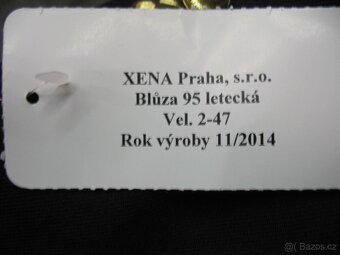 XENA Praha, s.r.o.
Blůza 95 letecká
Vel. 2-47
Rok výroby 11/2014
Bazos.cz